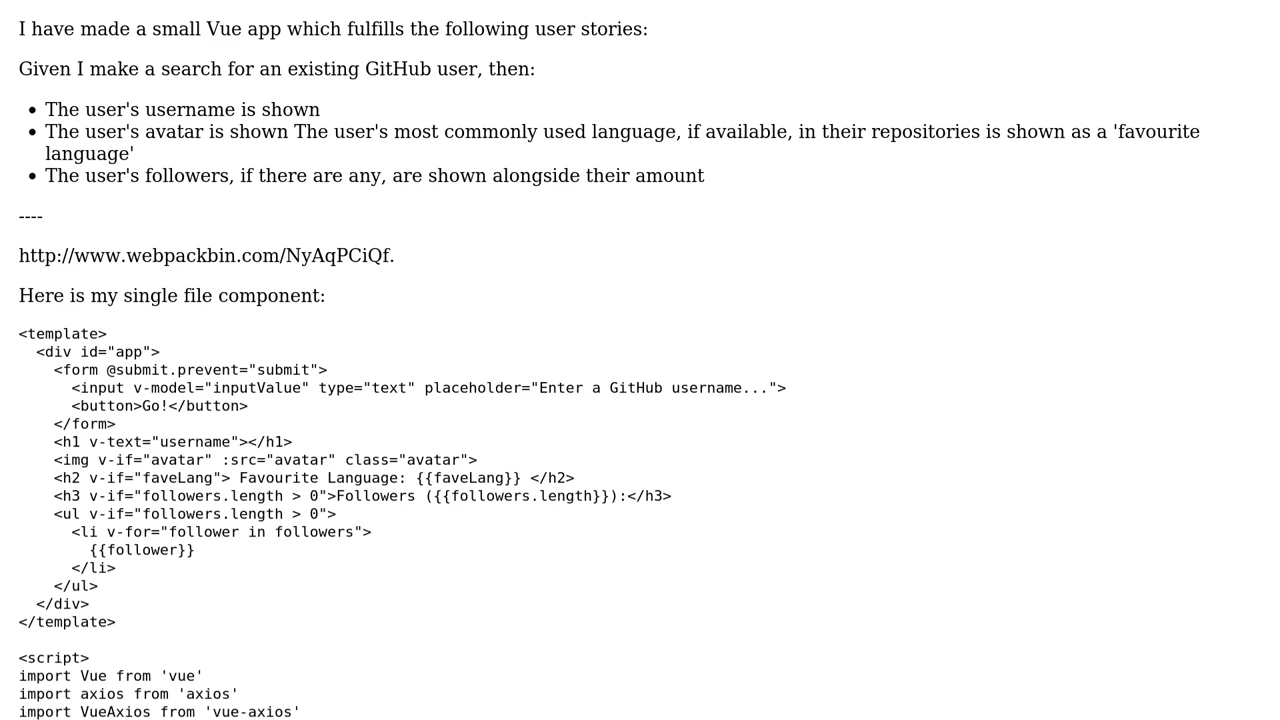 I have made a small Vue app which fulfills the following user stories:
Given I make a search for an existing GitHub user, then:
• The user's username is shown
• The user's avatar is shown The user's most commonly used language, if available, in their repositories is shown as a 'favourite
language'
• The user's followers, if there are any, are shown alongside their amount
----
http://www.webpackbin.com/NyAqPCiQf.
Here is my single file component:
<template>
  <div id="app">
    <form @submit.prevent="submit">
      <input v-model="inputValue" type="text" placeholder="Enter a GitHub username...">
      <button>Go!</button>
    </form>
    <h1 v-text="username"></h1>
    <img v-if="avatar" :src="avatar" class="avatar">
    <h2 v-if="faveLang"> Favourite Language: {{faveLang}} </h2>
    <h3 v-if="followers.length > 0">Followers ({{followers.length}}):</h3>
    <ul v-if="followers.length > 0">
      <li v-for="follower in followers">
        {{follower}}
      </li>
    </ul>
  </div>
</template>
<script>
import Vue from 'vue'
import axios from 'axios'
import VueAxios from 'vue-axios'